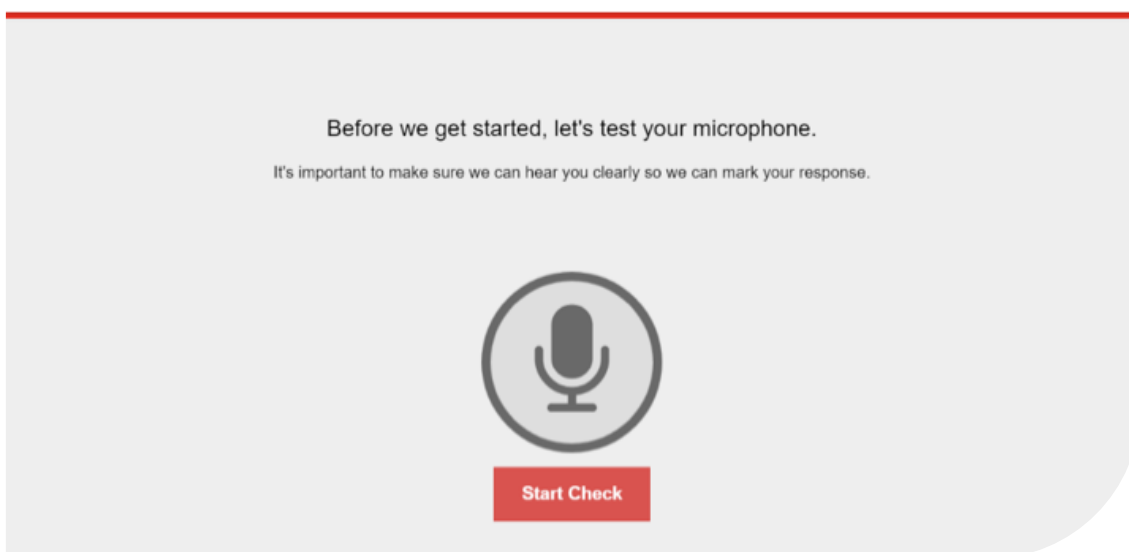 Before we get started, let's test your microphone.
It's important to make sure we can hear you clearly so we can mark your response.
Start Check